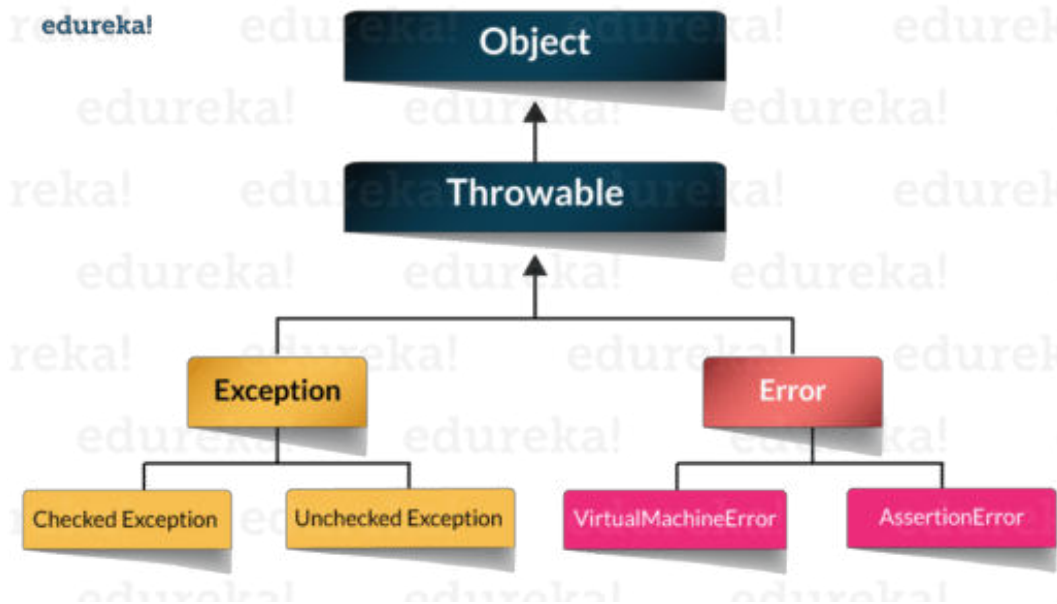 edureka!
Object
Throwable
Exception
Error
Checked Exception
Unchecked Exception
VirtualMachineError
AssertionError